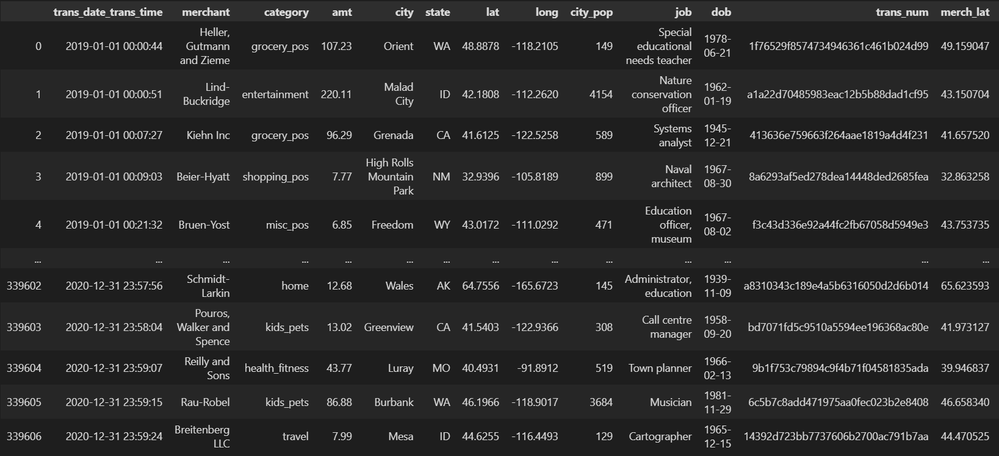 trans_date_trans_time merchant category amt city state lat long city_pop job dob trans_num merch_lat
0 2019-01-01 00:00:44 Heller, Gutmann and Zieme grocery_pos 107.23 Orient WA 48.8878 -118.2105 149 Special educational needs teacher 1978-06-21 1f76529f8574734946361c461b024d99 49.159047
1 2019-01-01 00:00:51 Lind-Buckridge entertainment 220.11 Malad City ID 42.1808 -112.2620 4154 Nature conservation officer 1962-01-19 a1a22d70485983eac12b5b88dad1cf95 43.150704
2 2019-01-01 00:07:27 Kiehn Inc grocery_pos 96.29 Grenada CA 41.6125 -122.5258 589 Systems analyst 1945-12-21 413636e759663f264aae1819a4d4f231 41.657520
3 2019-01-01 00:09:03 Beier-Hyatt shopping_pos 7.77 High Rolls Mountain Park NM 32.9396 -105.8189 899 Naval architect 1967-08-30 8a6293af5ed278dea14448ded2685fea 32.863258
4 2019-01-01 00:21:32 Bruen-Yost misc_pos 6.85 Freedom WY 43.0172 -111.0292 471 Education officer, museum 1967-08-02 f3c43d336e92a44fc2fb67058d5949e3 43.753735
... ... ... ... ... ... ... ... ... ... ... ... ... ...
339602 2020-12-31 23:57:56 Schmidt-Larkin home 12.68 Wales AK 64.7556 -165.6723 145 Administrator, education 1939-11-09 a8310343c189e4a5b6316050d2d6b014 65.623593
339603 2020-12-31 23:58:04 Pouros, Walker and Spence kids_pets 13.02 Greenview CA 41.5403 -122.9366 308 Call centre manager 1958-09-20 bd7071fd5c9510a5594ee196368ac80e 41.973127
339604 2020-12-31 23:59:07 Reilly and Sons health_fitness 43.77 Luray MO 40.4931 -91.8912 519 Town planner 1966-02-13 9b1f753c79894c9f4b71f04581835ada 39.946837
339605 2020-12-31 23:59:15 Rau-Robel kids_pets 86.88 Burbank WA 46.1966 -118.9017 3684 Musician 1981-11-29 6c5b7c8add471975aa0fec023b2e8408 46.658340
339606 2020-12-31 23:59:24 Breitenberg LLC travel 7.99 Mesa ID 44.6255 -116.4493 129 Cartographer 1965-12-15 14392d723bb7737606b2700ac791b7aa 44.470525